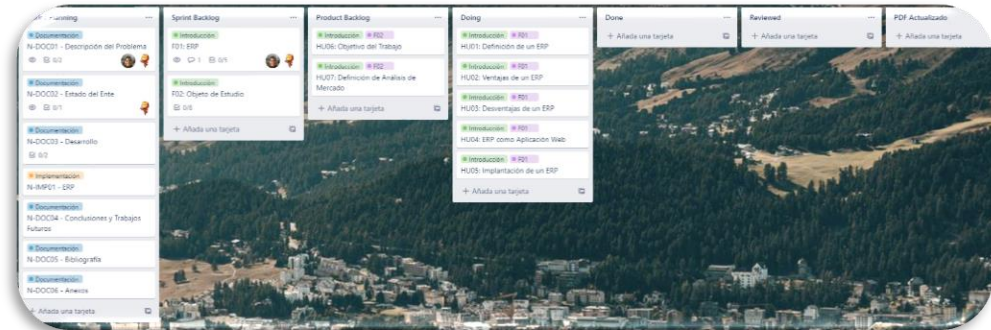 Planning
Documentación
N-DOC01 - Descripción del Problema
0/3
Documentación
N-DOC02 - Estado del Ente
0/1
Documentación
N-DOC03 - Desarrollo
0/2
Implementación
N-IMP01 - ERP
Documentación
N-DOC04 - Conclusiones y Trabajos
Futuros
Documentación
N-DOC05 - Bibliografía
Documentación
N-DOC06 - Anexos
+ Añada una tarjeta
Sprint Backlog
Introducción
F01: ERP
1 0/5
Introducción
F02: Objeto de Estudio
+ Añada una tarjeta
Product Backlog
Introducción F02
HU06: Objetivo del Trabajo
Introducción F02
HU07: Definición de Análisis de
Mercado
+ Añada una tarjeta
Doing
Introducción F01
HU01: Definición de un ERP
Introducción F01
HU02: Ventajas de un ERP
Introducción F01
HU03: Desventajas de un ERP
Introducción F01
HU04: ERP como Aplicación Web
Introducción F01
HU05: Implantación de un ERP
+ Añada una tarjeta
Done
+ Añada una tarjeta
Reviewed
+ Añada una tarjeta
PDF Actualizado
+ Añada una tarjeta